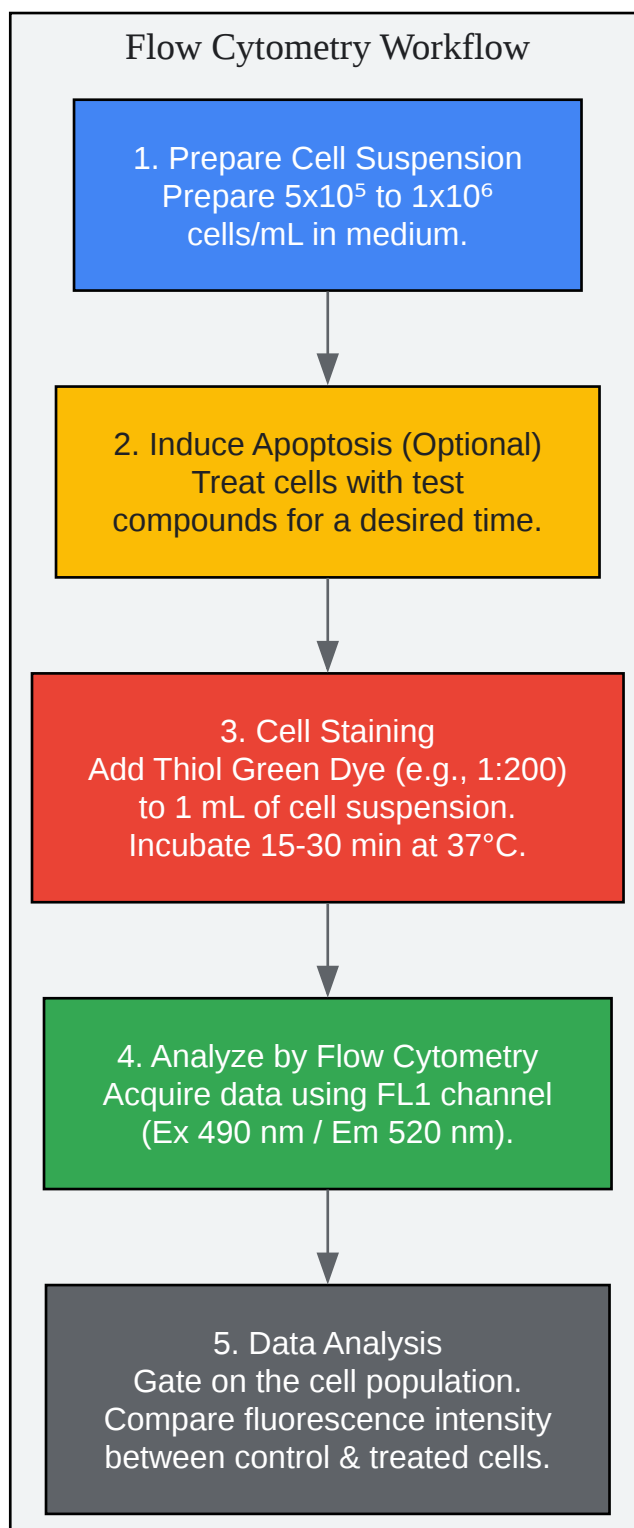 Flow Cytometry Workflow
1. Prepare Cell Suspension
Prepare 5x10⁵ to 1x10⁶
cells/mL in medium.
2. Induce Apoptosis (Optional)
Treat cells with test
compounds for a desired time.
3. Cell Staining
Add Thiol Green Dye (e.g., 1:200)
to 1 mL of cell suspension.
Incubate 15-30 min at 37°C.
4. Analyze by Flow Cytometry
Acquire data using FL1 channel
(Ex 490 nm / Em 520 nm).
5. Data Analysis
Gate on the cell population.
Compare fluorescence intensity
between control & treated cells.